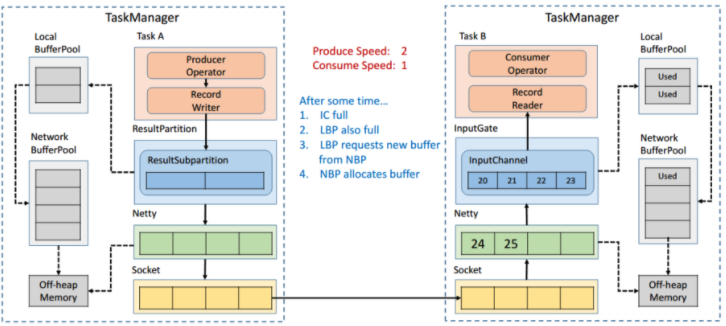 TaskManager
Task A
Local
BufferPool
Producer
Operator
Record
Writer
ResultPartition
Network
BufferPool
ResultSubpartition
Netty
Socket
Off-heap
Memory
Produce Speed: 2
Consume Speed: 1
After some time...
1. IC full
2. LBP also full
3. LBP requests new buffer
from NBP
4. NBP allocates buffer
TaskManager
Task B
Local
BufferPool
Consumer
Operator
Used
Used
Record
Reader
InputGate
Network
BufferPool
InputChannel
20 21 22 23
Used
Netty
24 25
Socket
Off-heap
Memory